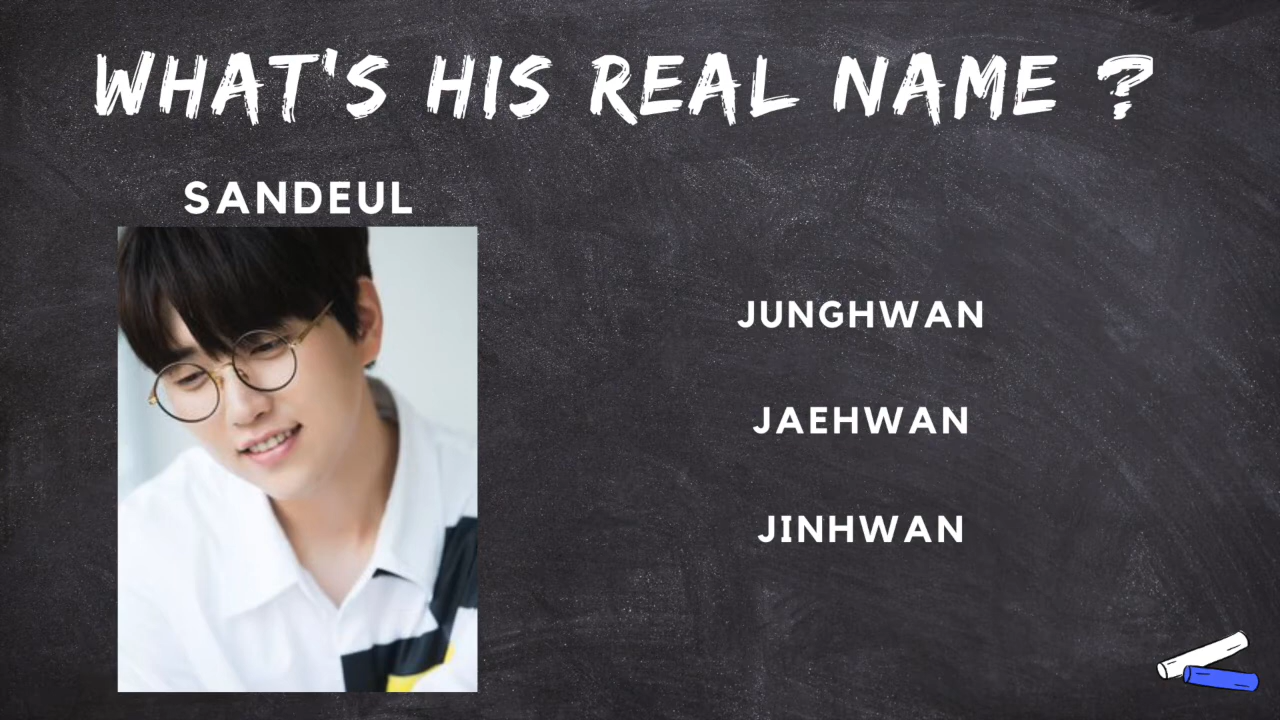 WHAT'S HIS REAL NAME ?
SANDEUL
JUNGHWAN
JAEHWAN
JINHWAN